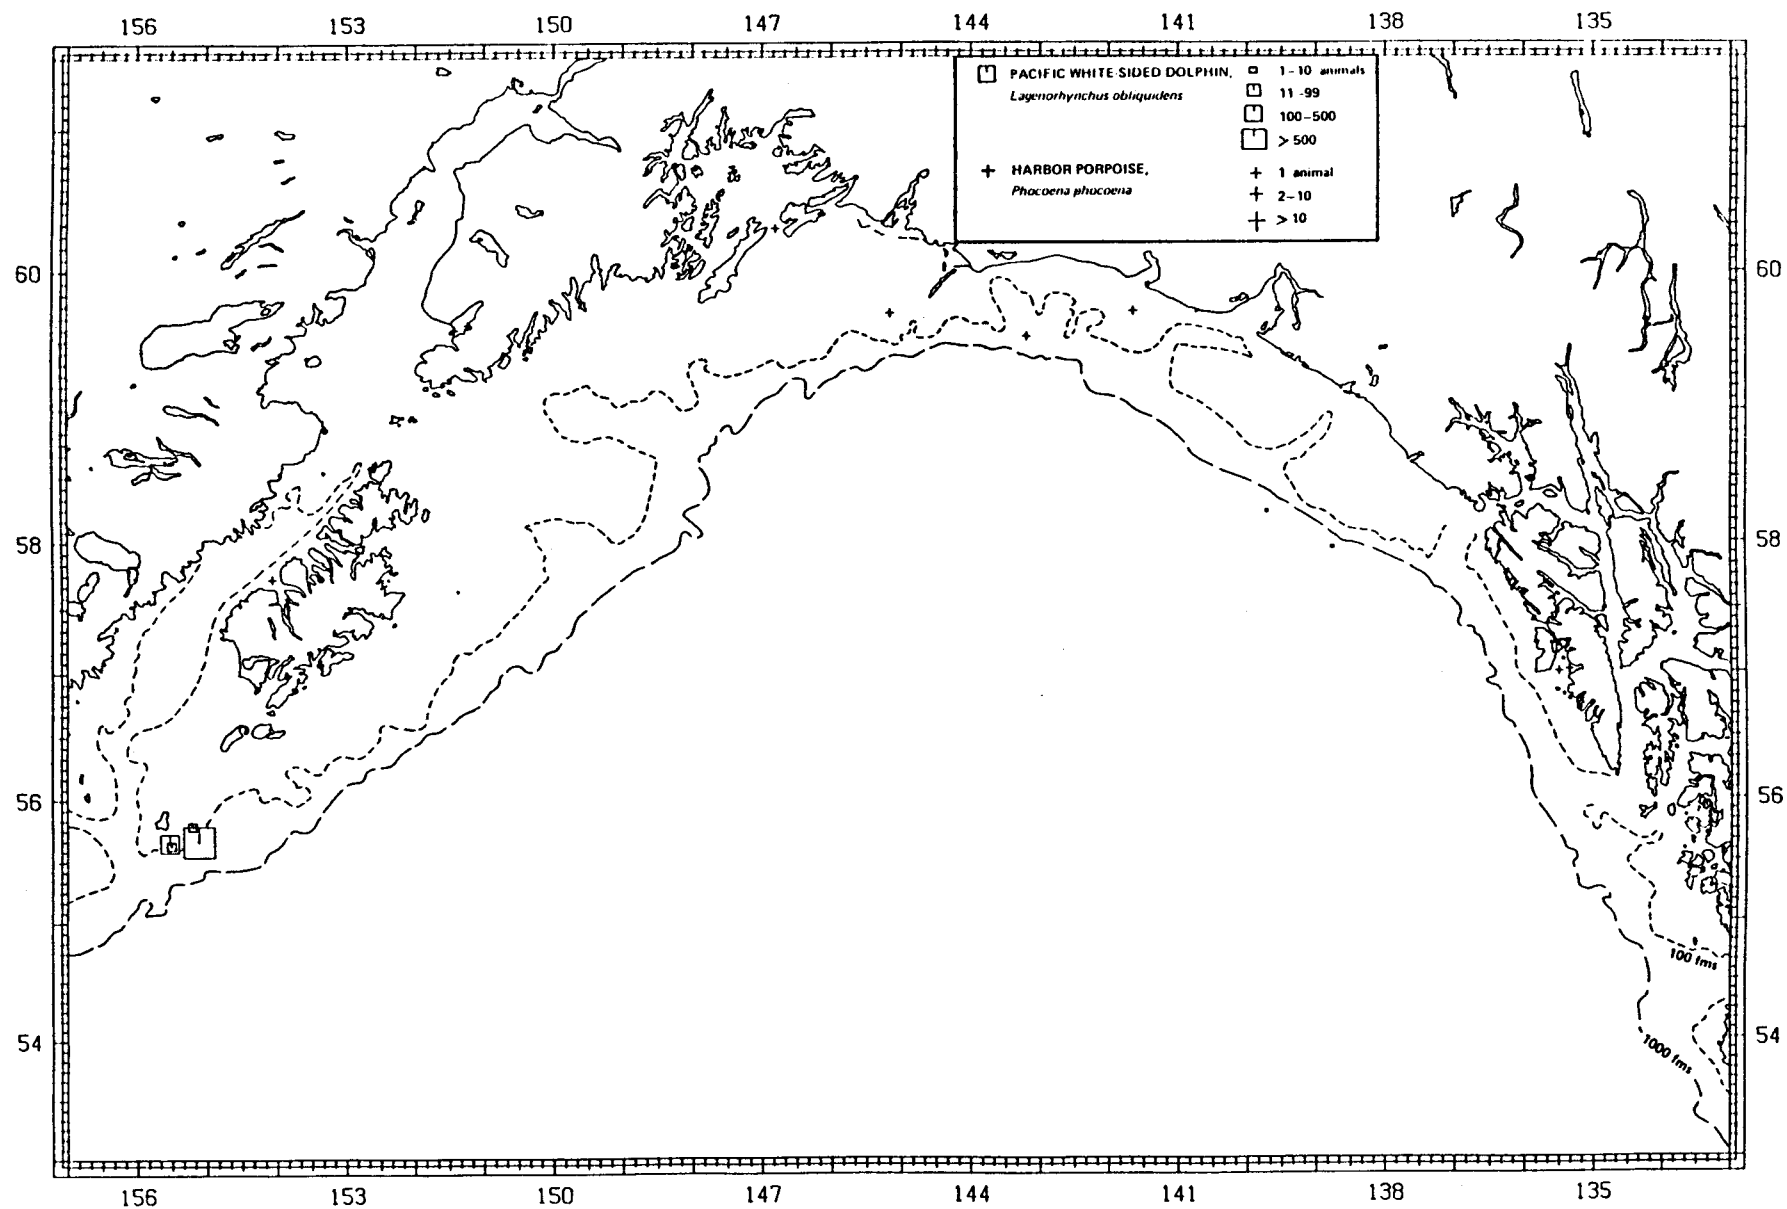 156 153 150 147 144 141 138 135
PACIFIC WHITE-SIDED DOLPHIN,
Lagenorhynchus obliquidens
1-10 animals
11-99
100-500
> 500
HARBOR PORPOISE,
Phocoena phocoena
1 animal
2-10
> 10
60 60
58 58
56 56
100 fms
54 54
1000 fms
156 153 150 147 144 141 138 135